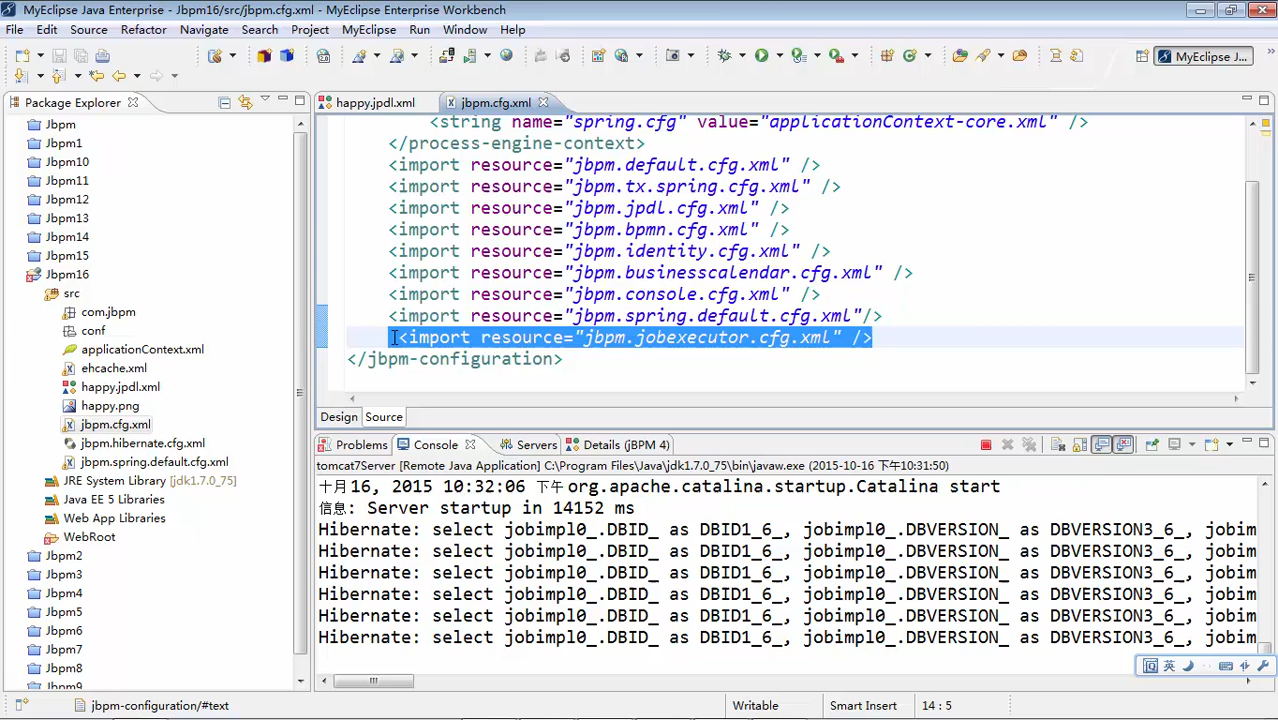 MyEclipse Java Enterprise - Jbpm16/src/jbpm.cfg.xml - MyEclipse Enterprise Workbench
File Edit Source Refactor Navigate Search Project MyEclipse Run Window Help
MyEclipse J...
Package Explorer
Jbpm
Jbpm1
Jbpm10
Jbpm11
Jbpm12
Jbpm13
Jbpm14
Jbpm15
Jbpm16
src
com.jbpm
conf
applicationContext.xml
ehcache.xml
happy.jpdl.xml
happy.png
jbpm.cfg.xml
jbpm.hibernate.cfg.xml
jbpm.spring.default.cfg.xml
JRE System Library [jdk1.7.0_75]
Java EE 5 Libraries
Web App Libraries
WebRoot
Jbpm2
Jbpm3
Jbpm4
Jbpm5
Jbpm6
Jbpm7
Jbpm8
Jbpm9
happy.jpdl.xml jbpm.cfg.xml
<string name="spring.cfg" value="applicationContext-core.xml" />
</process-engine-context>
<import resource="jbpm.default.cfg.xml" />
<import resource="jbpm.tx.spring.cfg.xml" />
<import resource="jbpm.jpdl.cfg.xml" />
<import resource="jbpm.bpmn.cfg.xml" />
<import resource="jbpm.identity.cfg.xml" />
<import resource="jbpm.businesscalendar.cfg.xml" />
<import resource="jbpm.console.cfg.xml" />
<import resource="jbpm.spring.default.cfg.xml"/>
<import resource="jbpm.jobexecutor.cfg.xml" />
</jbpm-configuration>
Design Source
Problems Console Servers Details (jBPM 4)
tomcat7Server [Remote Java Application] C:\Program Files\Java\jdk1.7.0_75\bin\javaw.exe (2015-10-16 下午10:31:50)
十月16, 2015 10:32:06 下午 org.apache.catalina.startup.Catalina start
信息: Server startup in 14152 ms
Hibernate: select jobimpl0_.DBID_ as DBID1_6_, jobimpl0_.DBVERSION_ as DBVERSION3_6_, jobim
Hibernate: select jobimpl0_.DBID_ as DBID1_6_, jobimpl0_.DBVERSION_ as DBVERSION3_6_, jobim
Hibernate: select jobimpl0_.DBID_ as DBID1_6_, jobimpl0_.DBVERSION_ as DBVERSION3_6_, jobim
Hibernate: select jobimpl0_.DBID_ as DBID1_6_, jobimpl0_.DBVERSION_ as DBVERSION3_6_, jobim
Hibernate: select jobimpl0_.DBID_ as DBID1_6_, jobimpl0_.DBVERSION_ as DBVERSION3_6_, jobim
Hibernate: select jobimpl0_.DBID_ as DBID1_6_, jobimpl0_.DBVERSION_ as DBVERSION3_6_, jobim
英
jbpm-configuration/#text Writable Smart Insert 14 : 5